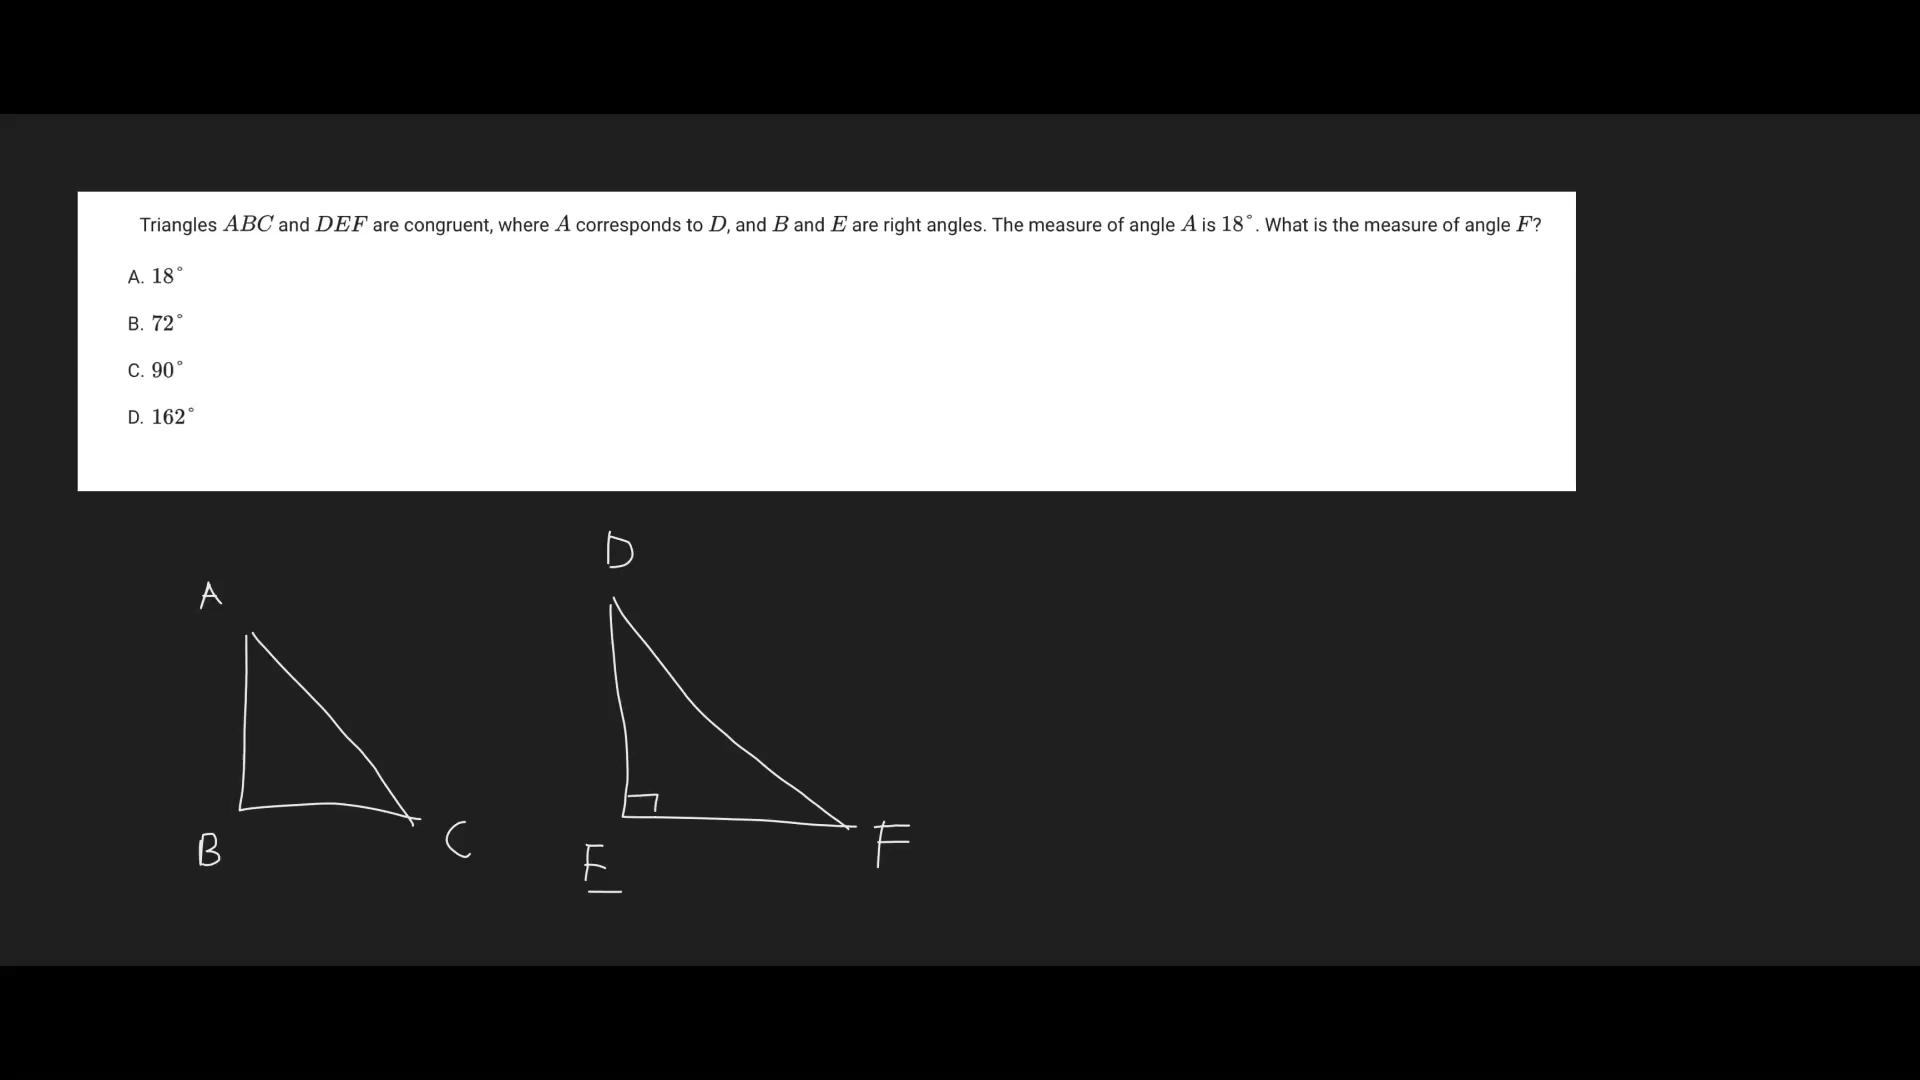 Triangles ABC and DEF are congruent, where A corresponds to D, and B and E are right angles. The measure of angle A is 18°. What is the measure of angle F?
A. 18°
B. 72°
C. 90°
D. 162°
D
A
B
C
E
F